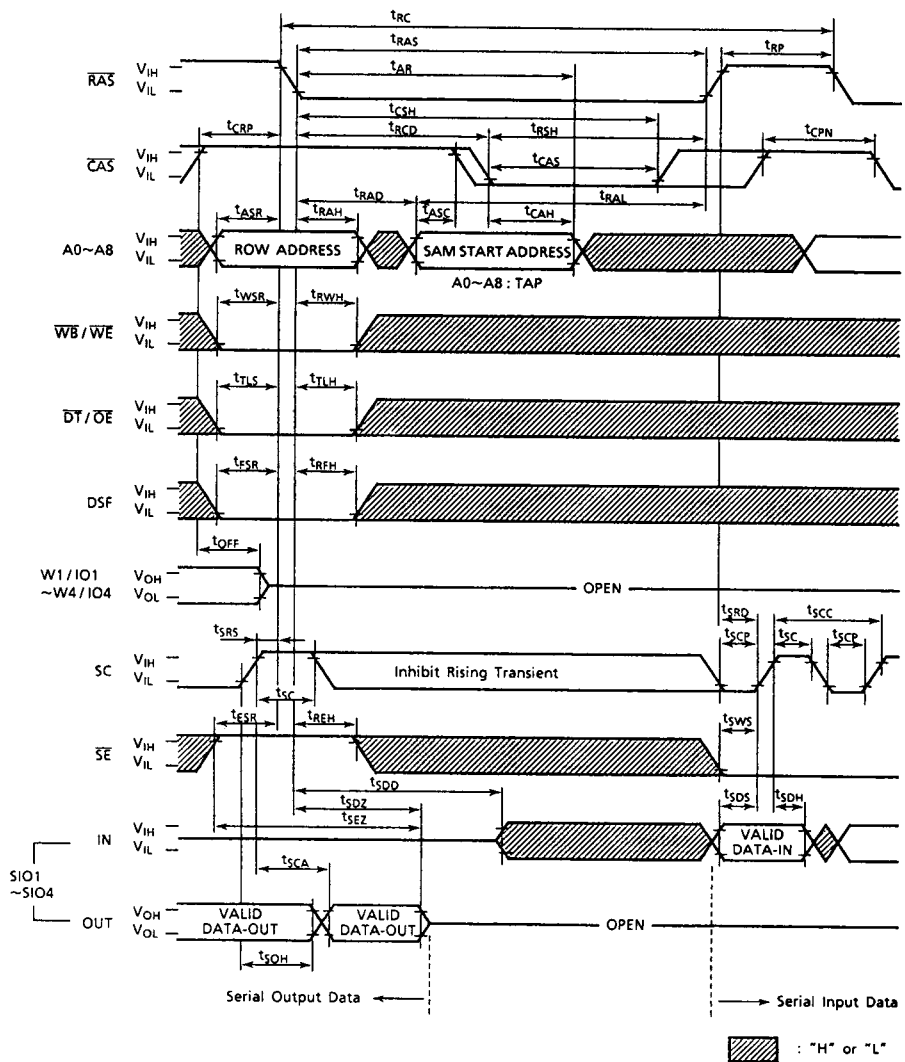 tRC
tRAS
tRP
tAR
RAS VIH
VIL
tCSH
tCRP tRCD tRSH tCPN
CAS VIH
VIL
tCAS
tRAD tRAL
tASR tRAH tASC tCAH
A0~A8 VIH
VIL
ROW ADDRESS SAM START ADDRESS
A0~A8 : TAP
tWSR tRWH
WB/WE VIH
VIL
tTLS tTLH
DT/OE VIH
VIL
tFSR tRFH
DSF VIH
VIL
tOFF
W1/IO1
~W4/IO4
VOH
VOL
OPEN
tSRD tSCC
tSRS tSCP tSC tSCP
SC VIH
VIL
Inhibit Rising Transient
tSC
tESR tREH tSWS
SE VIH
VIL
tSDD
tSDZ tSDS tSDH
tSEZ
IN VIH
VIL
VALID
DATA-IN
SIO1
~SIO4
tSCA
OUT VOH
VOL
VALID
DATA-OUT
VALID
DATA-OUT
OPEN
tSOH
Serial Output Data Serial Input Data
: "H" or "L"